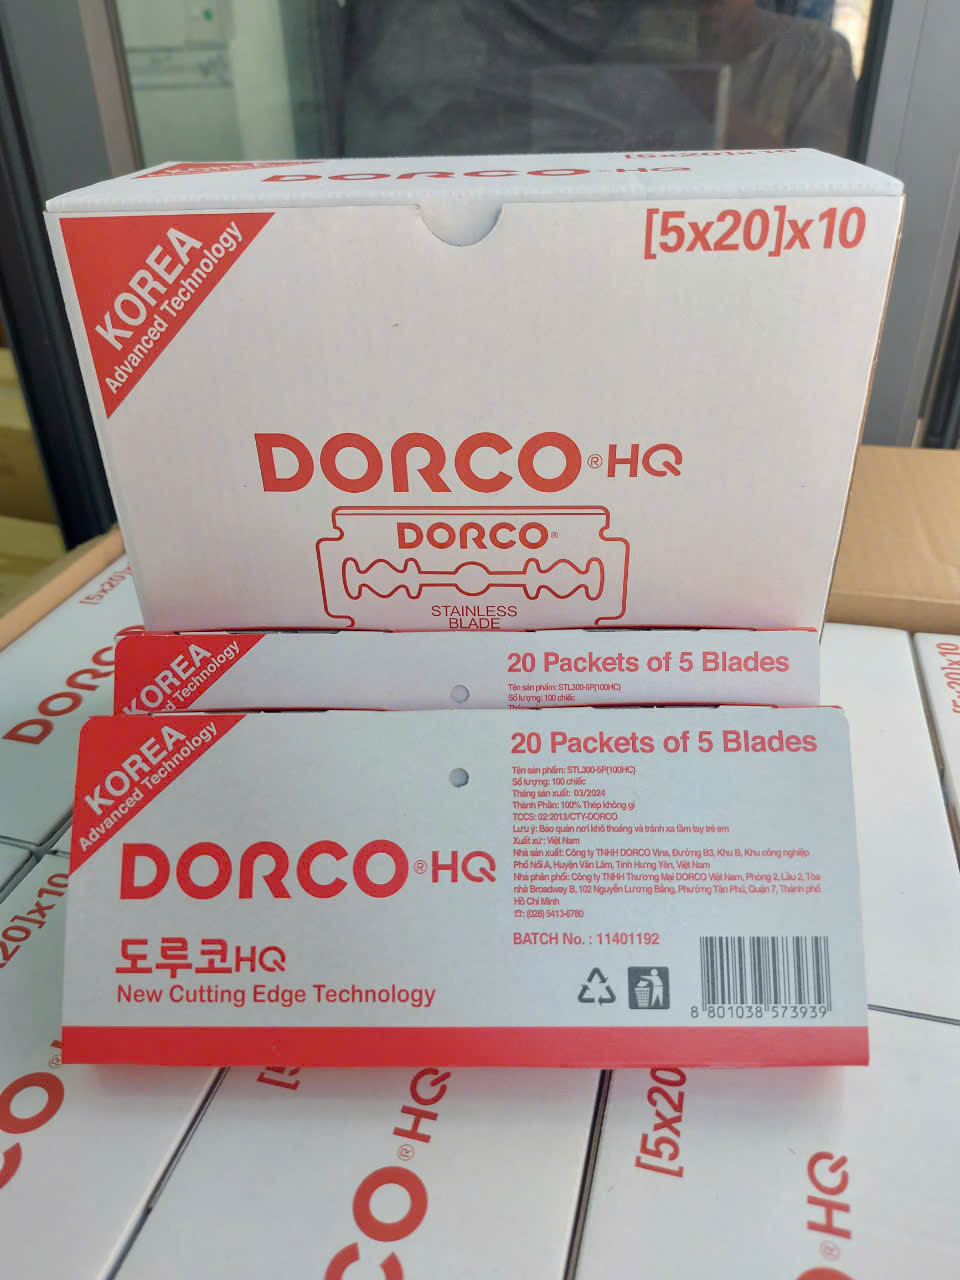 KOREA
DORCO®HQ
[5x20]x10
KOREA
Advanced Technology
[5x20]x10
DORCO®HQ
DORCO®
STAINLESS
BLADE
KOREA
Technology
20 Packets of 5 Blades
Tên sản phẩm: STL300-5P(100HC)
Số lượng: 100 chiếc
KOREA
Advanced Technology
DORCO®HQ
도루코HQ
New Cutting Edge Technology
20 Packets of 5 Blades
Tên sản phẩm: STL300-5P(100HC)
Số lượng: 100 chiếc
Tháng sản xuất: 03/2024
Thành Phần: 100% Thép không gỉ
TCCS: 02:2013/CTY-DORCO
Lưu ý: Bảo quản nơi khô thoáng và tránh xa tầm tay trẻ em
Xuất xứ: Việt Nam
Nhà sản xuất: Công ty TNHH DORCO Vina, Đường B3, Khu B, Khu công nghiệp
Phố Nối A, Huyện Văn Lâm, Tỉnh Hưng Yên, Việt Nam
Nhà phân phối: Công ty TNHH Thương Mại DORCO Việt Nam, Phòng 2, Lầu 2, Tòa
nhà Broadway B, 102 Nguyễn Lương Bằng, Phường Tân Phú, Quận 7, Thành phố
Hồ Chí Minh
☎: (028) 5413-6780
BATCH No. : 11401192
8 801038 573939
[5x20]
DORC
20]x10
[5x20]x10
CO®
CO®HQ
[5x20
®HQ